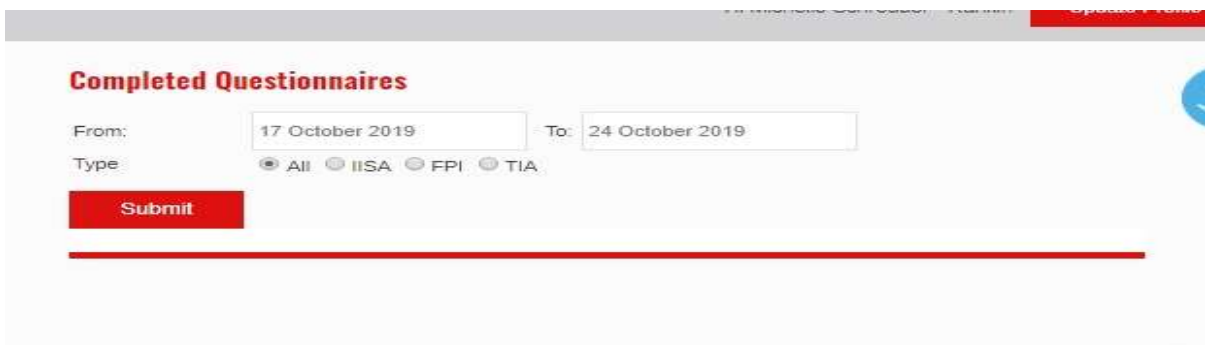 Completed Questionnaires
From: 17 October 2019 To: 24 October 2019
Type All IISA FPI TIA
Submit